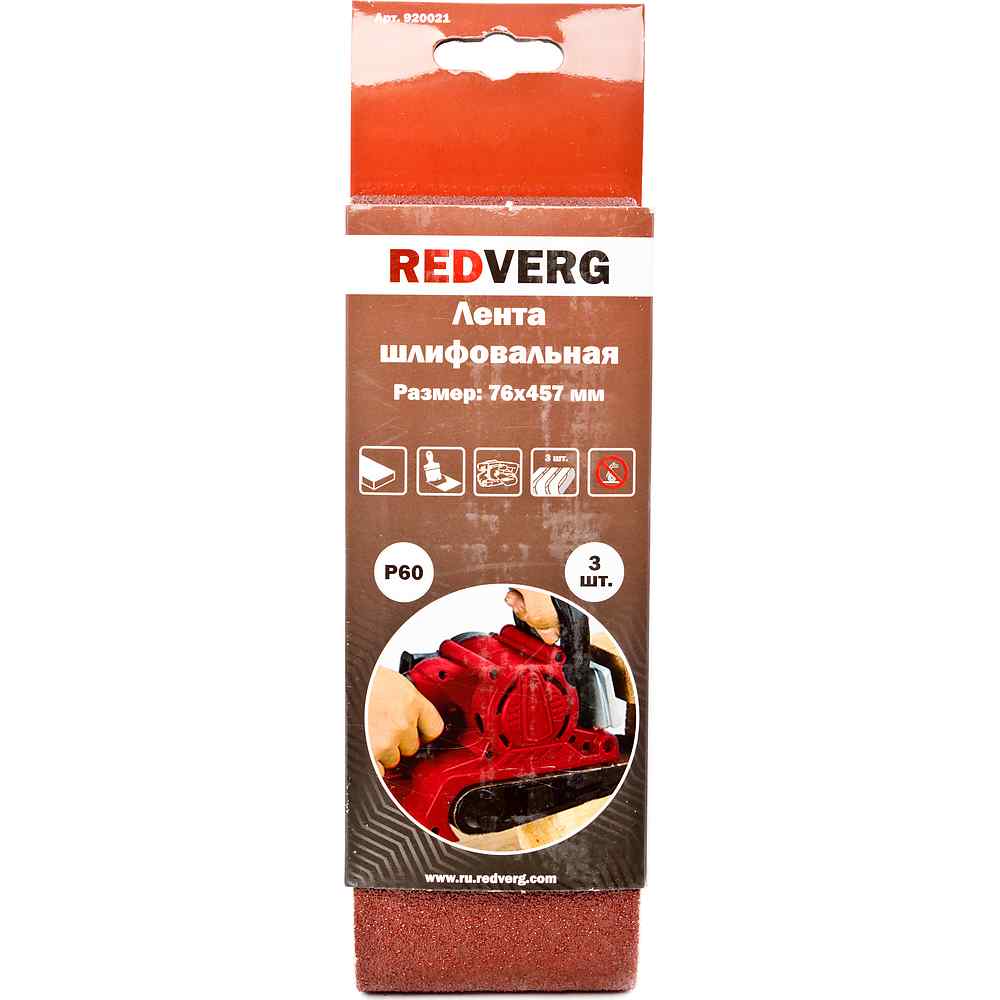 Арт. 920021
REDVERG
Лента
шлифовальная
Размер: 76x457 мм
3 шт.
P60
3
шт.
www.ru.redverg.com